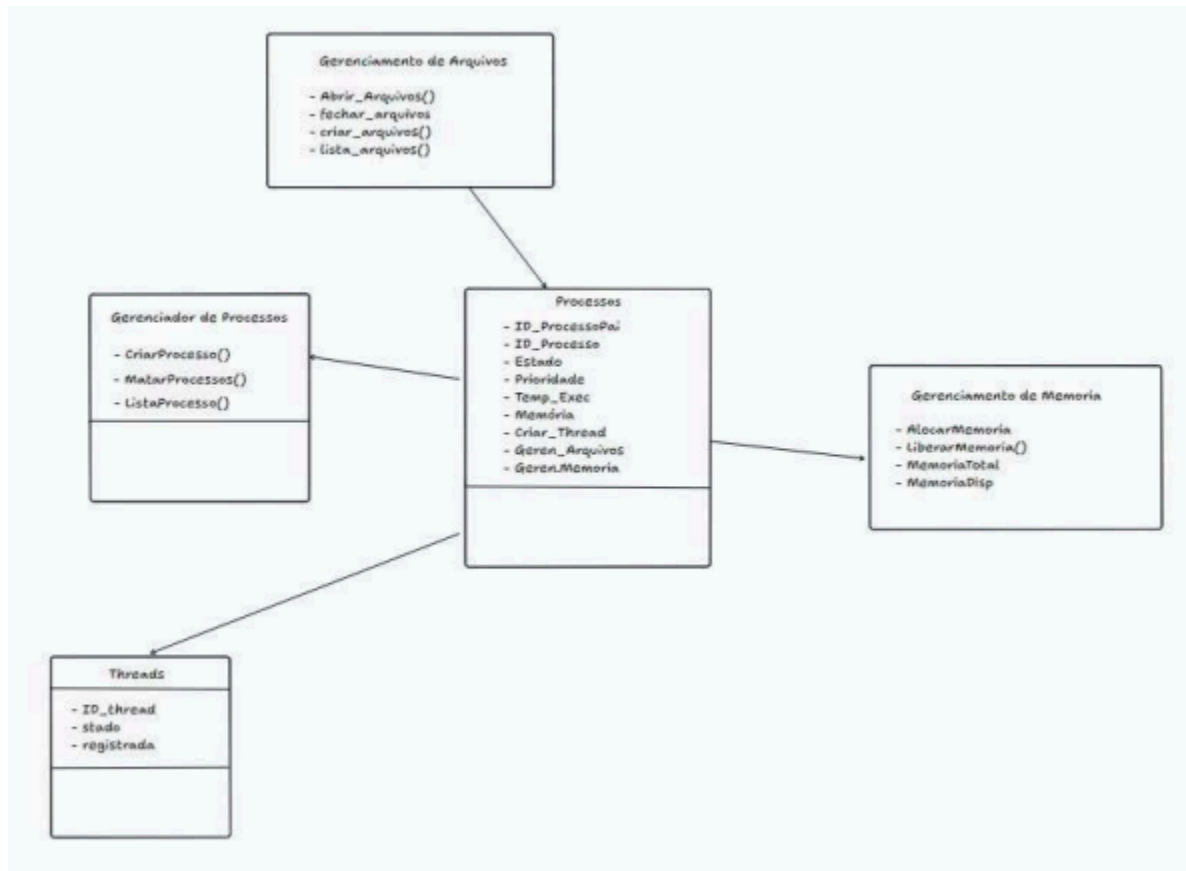 Gerenciamento de Arquivos
- Abrir_Arquivos()
- fechar_arquivos
- criar_arquivos()
- lista_arquivos()
Gerenciador de Processos
- CriarProcesso()
- MatarProcessos()
- ListaProcesso()
Processos
- ID_ProcessoPai
- ID_Processo
- Estado
- Prioridade
- Temp_Exec
- Memória
- Criar_Thread
- Geren_Arquivos
- Geren.Memoria
Gerenciamento de Memoria
- AlocarMemoria
- LiberarMemoria()
- MemoriaTotal
- MemoriaDisp
Threads
- ID_thread
- stado
- registrada